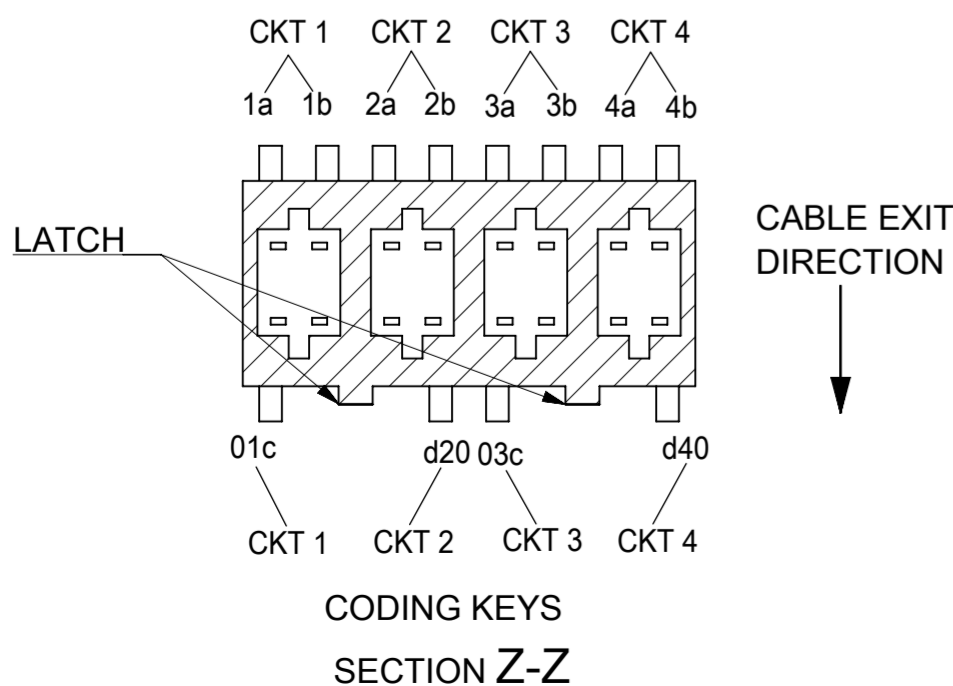 CKT 1 CKT 2 CKT 3 CKT 4
1a 1b 2a 2b 3a 3b 4a 4b
LATCH
CABLE EXIT
DIRECTION
01c d20 03c d40
CKT 1 CKT 2 CKT 3 CKT 4
CODING KEYS
SECTION Z-Z